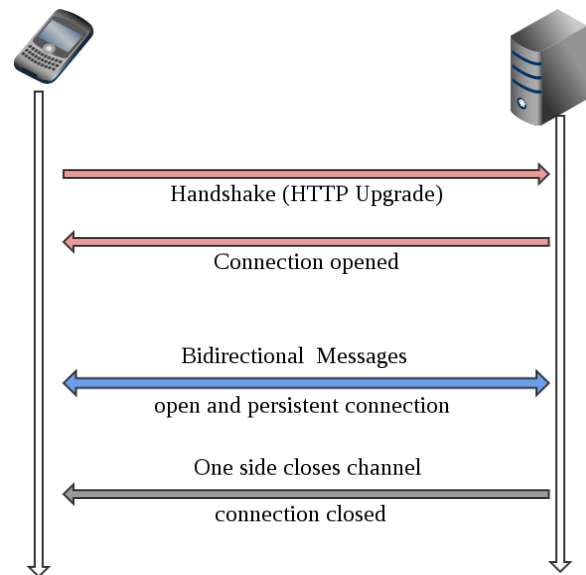 Handshake (HTTP Upgrade)
Connection opened
Bidirectional Messages
open and persistent connection
One side closes channel
connection closed